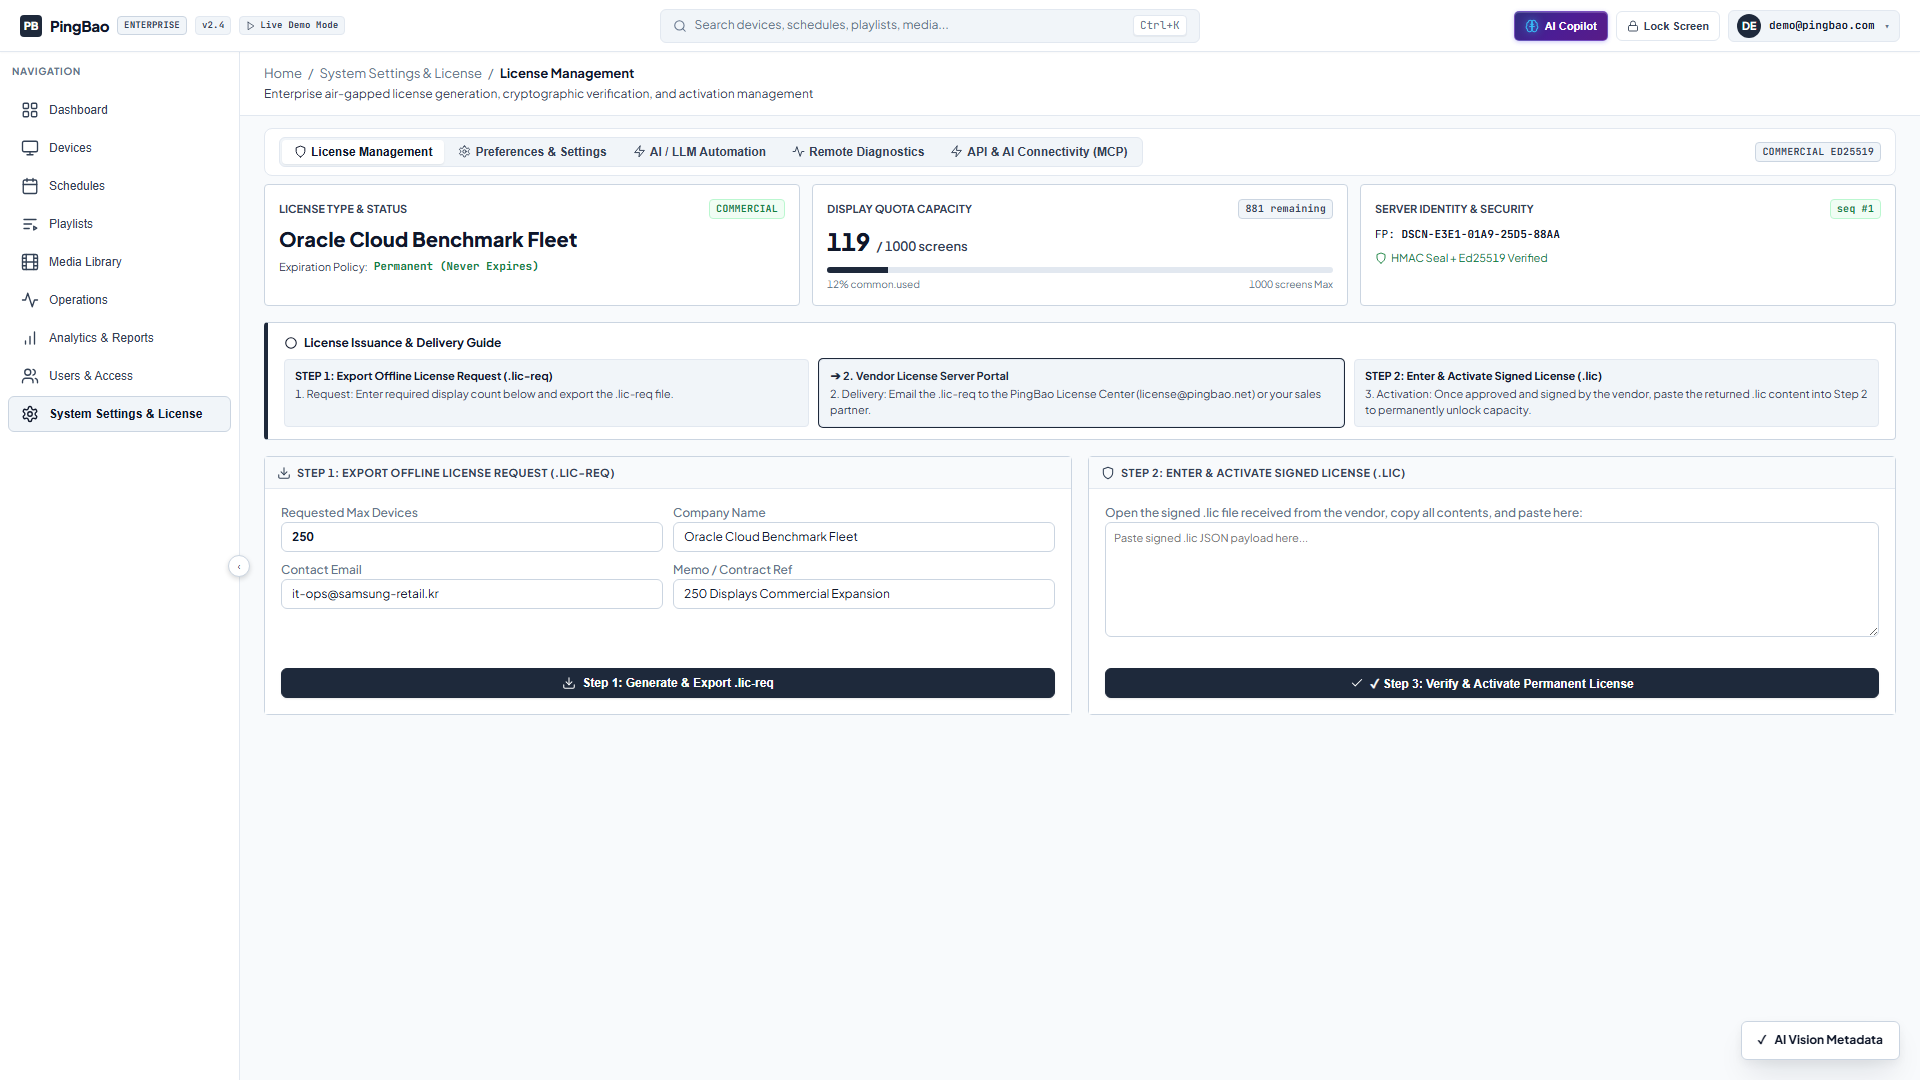 PB PingBao ENTERPRISE v2.4 Live Demo Mode
Search devices, schedules, playlists, media... Ctrl+K
AI Copilot
Lock Screen
DE demo@pingbao.com
NAVIGATION
Dashboard
Devices
Schedules
Playlists
Media Library
Operations
Analytics & Reports
Users & Access
System Settings & License
Home / System Settings & License / License Management
Enterprise air-gapped license generation, cryptographic verification, and activation management
License Management
Preferences & Settings
AI / LLM Automation
Remote Diagnostics
API & AI Connectivity (MCP)
COMMERCIAL ED25519
LICENSE TYPE & STATUS
COMMERCIAL
Oracle Cloud Benchmark Fleet
Expiration Policy: Permanent (Never Expires)
DISPLAY QUOTA CAPACITY
881 remaining
119 / 1000 screens
12% common.used
1000 screens Max
SERVER IDENTITY & SECURITY
seq #1
FP: DSCN-E3E1-01A9-25D5-88AA
HMAC Seal + Ed25519 Verified
License Issuance & Delivery Guide
STEP 1: Export Offline License Request (.lic-req)
1. Request: Enter required display count below and export the .lic-req file.
➔ 2. Vendor License Server Portal
2. Delivery: Email the .lic-req to the PingBao License Center (license@pingbao.net) or your sales
partner.
STEP 2: Enter & Activate Signed License (.lic)
3. Activation: Once approved and signed by the vendor, paste the returned .lic content into Step 2
to permanently unlock capacity.
STEP 1: EXPORT OFFLINE LICENSE REQUEST (.LIC-REQ)
Requested Max Devices
250
Company Name
Oracle Cloud Benchmark Fleet
Contact Email
it-ops@samsung-retail.kr
Memo / Contract Ref
250 Displays Commercial Expansion
Step 1: Generate & Export .lic-req
STEP 2: ENTER & ACTIVATE SIGNED LICENSE (.LIC)
Open the signed .lic file received from the vendor, copy all contents, and paste here:
Paste signed .lic JSON payload here...
✓ Step 3: Verify & Activate Permanent License
✓ AI Vision Metadata